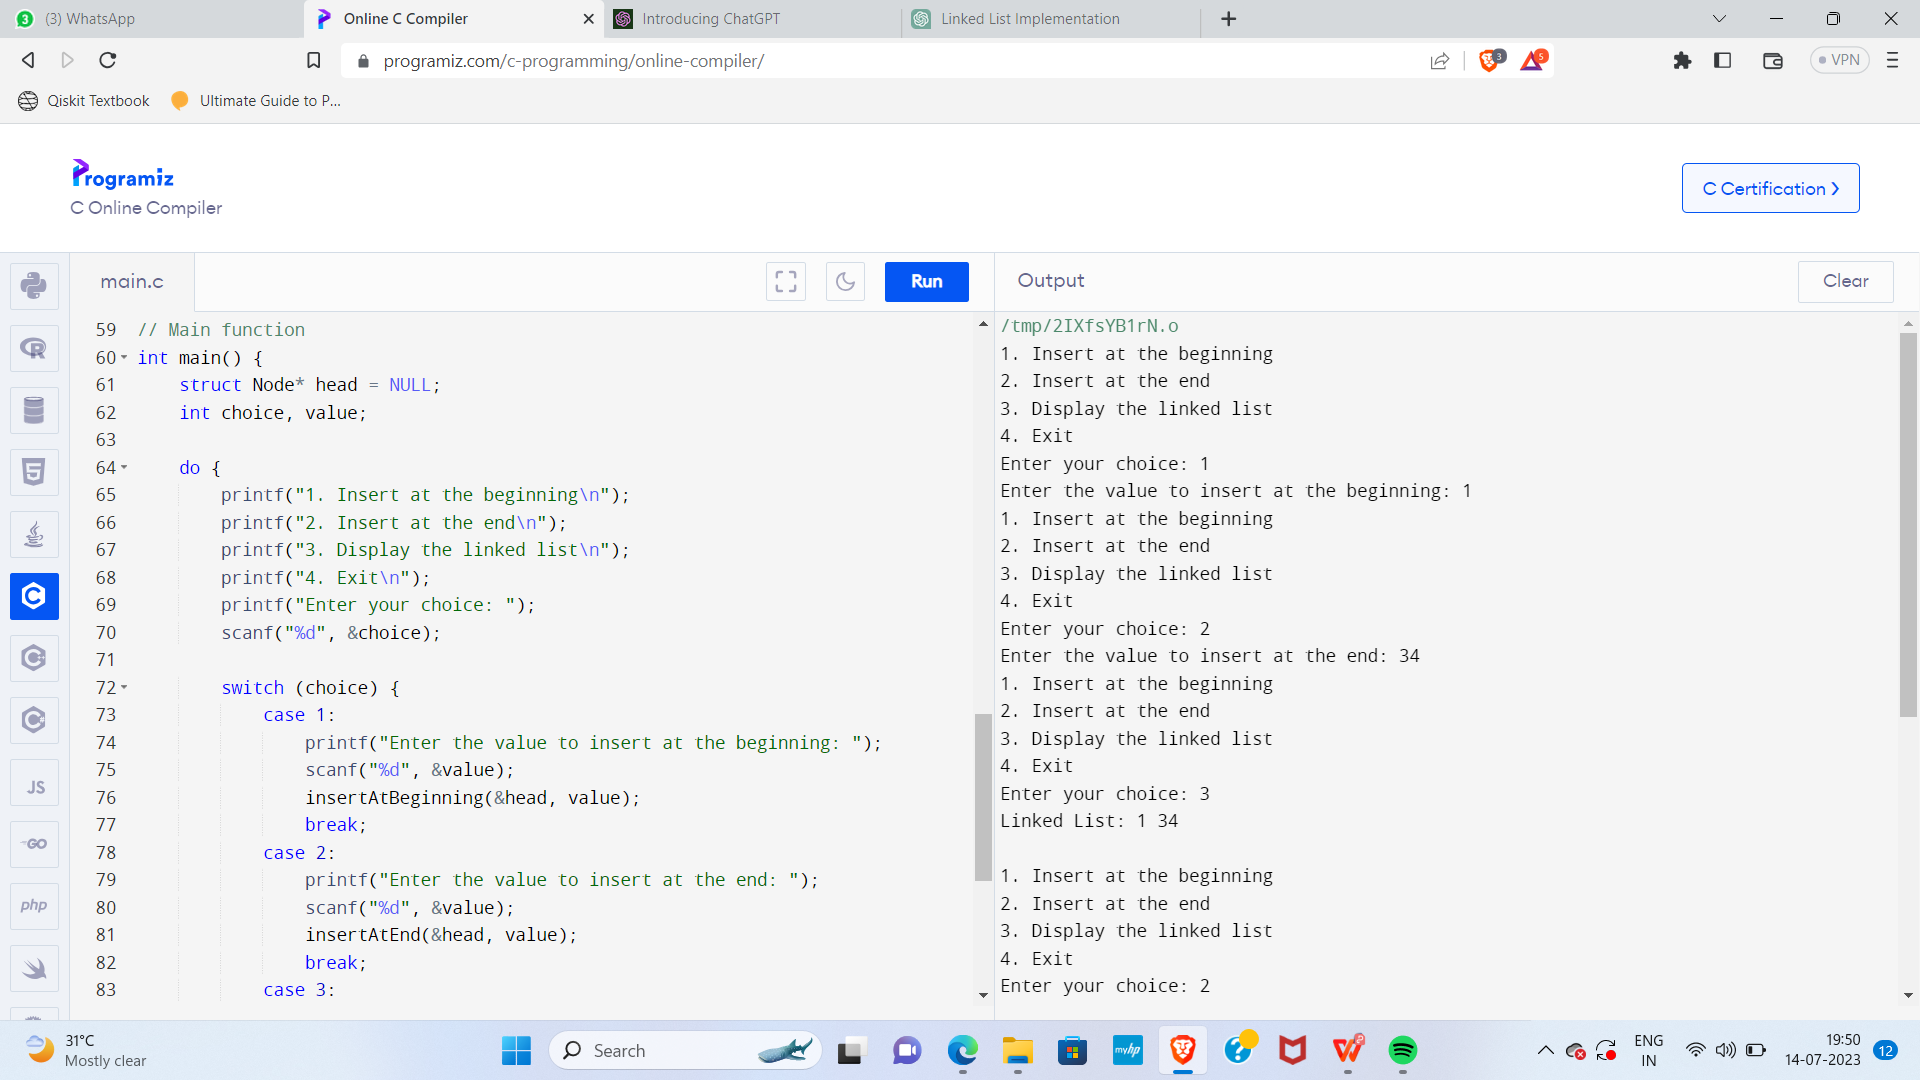 (3) WhatsApp
Online C Compiler
Introducing ChatGPT
Linked List Implementation
programiz.com/c-programming/online-compiler/
3
5
VPN
Qiskit Textbook
Ultimate Guide to P...
Programiz
C Online Compiler
C Certification
main.c
Run
Output
Clear
59 // Main function
60 int main() {
61 struct Node* head = NULL;
62 int choice, value;
63
64 do {
65 printf("1. Insert at the beginning\n");
66 printf("2. Insert at the end\n");
67 printf("3. Display the linked list\n");
68 printf("4. Exit\n");
69 printf("Enter your choice: ");
70 scanf("%d", &choice);
71
72 switch (choice) {
73 case 1:
74 printf("Enter the value to insert at the beginning: ");
75 scanf("%d", &value);
76 insertAtBeginning(&head, value);
77 break;
78 case 2:
79 printf("Enter the value to insert at the end: ");
80 scanf("%d", &value);
81 insertAtEnd(&head, value);
82 break;
83 case 3:
/tmp/2IXfsYB1rN.o
1. Insert at the beginning
2. Insert at the end
3. Display the linked list
4. Exit
Enter your choice: 1
Enter the value to insert at the beginning: 1
1. Insert at the beginning
2. Insert at the end
3. Display the linked list
4. Exit
Enter your choice: 2
Enter the value to insert at the end: 34
1. Insert at the beginning
2. Insert at the end
3. Display the linked list
4. Exit
Enter your choice: 3
Linked List: 1 34
1. Insert at the beginning
2. Insert at the end
3. Display the linked list
4. Exit
Enter your choice: 2
JS
GO
php
31°C
Mostly clear
Search
myhp
ENG
IN
19:50
14-07-2023
12